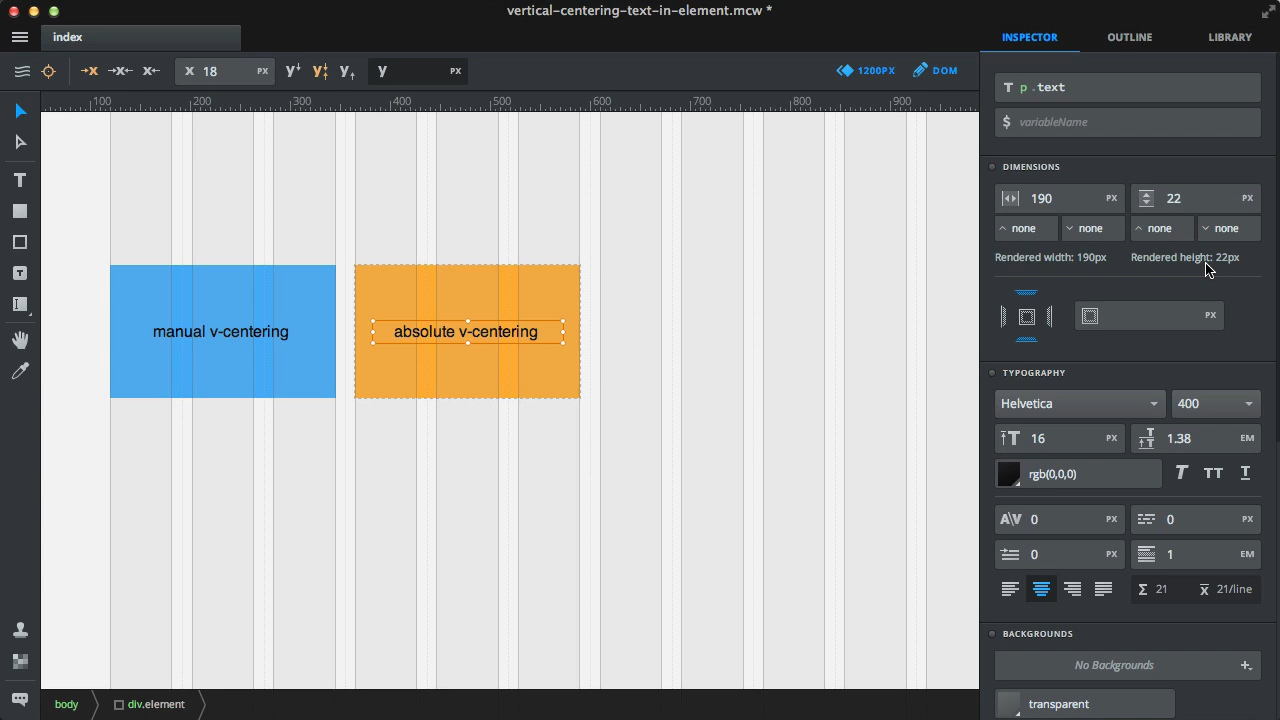 vertical-centering-text-in-element.mcw *
index
INSPECTOR OUTLINE LIBRARY
X 18 PX y PX 1200PX DOM
100 200 300 400 500 600 700 800 900
T p .text
$ variableName
DIMENSIONS
190 PX 22 PX
none none none none
Rendered width: 190px Rendered height: 22px
PX
manual v-centering absolute v-centering
TYPOGRAPHY
Helvetica 400
16 PX 1.38 EM
rgb(0,0,0) T TT T
A\V 0 PX 0 PX
0 PX 1 EM
Σ 21 x 21/line
BACKGROUNDS
No Backgrounds
transparent
body div.element